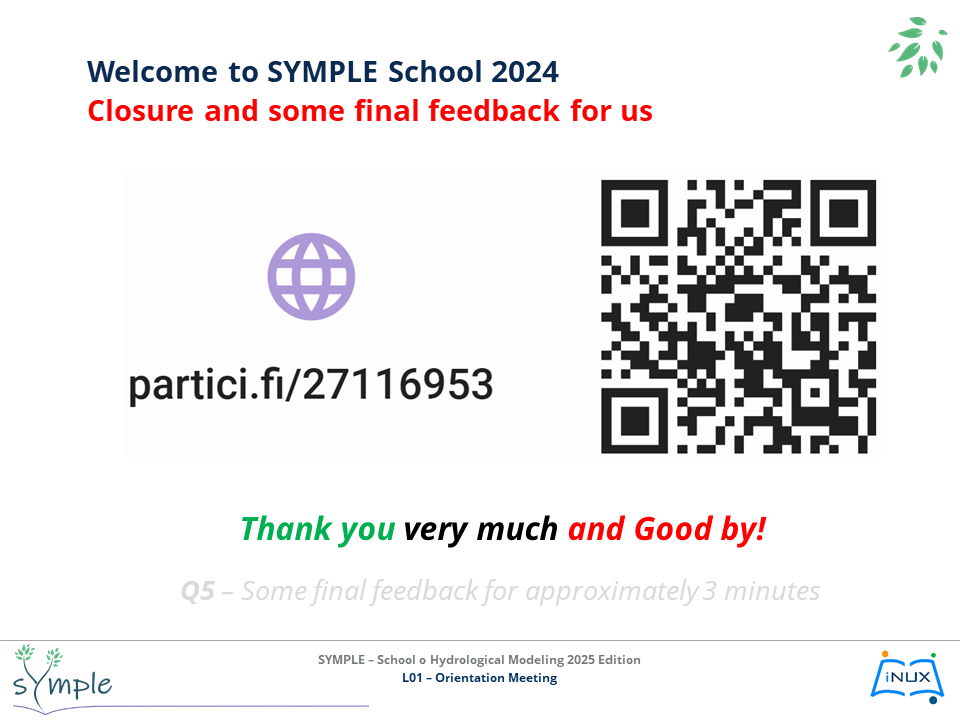 Welcome to SYMPLE School 2024
Closure and some final feedback for us
partici.fi/27116953
Thank you very much and Good by!
Q5 – Some final feedback for approximately 3 minutes
SYMPLE – School o Hydrological Modeling 2025 Edition
L01 – Orientation Meeting
symple
iNUX